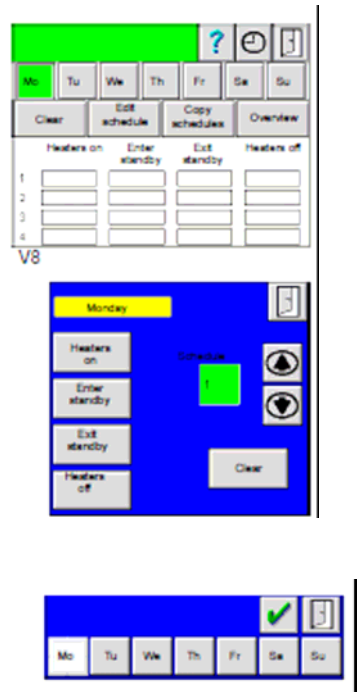 ?
Mo Tu We Th Fr Sa Su
Clear Edit schedule Copy schedules Overview
Heaters on Enter standby Exit standby Heaters off
1
2
3
4
V8
Monday
Heaters on
Schedule
1
Enter standby
Exit standby
Clear
Heaters off
Mo Tu We Th Fr Sa Su